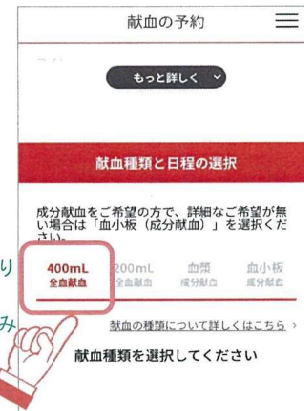 献血の予約
もっと詳しく
献血種類と日程の選択
成分献血をご希望の方で、詳細なご希望が無
い場合は「血小板（成分献血）」を選択くだ
さい。
り
400mL 200mL 血漿 血小板
全血献血 全血献血 成分献血 成分献血
み
献血の種類について詳しくはこちら
献血種類を選択してください